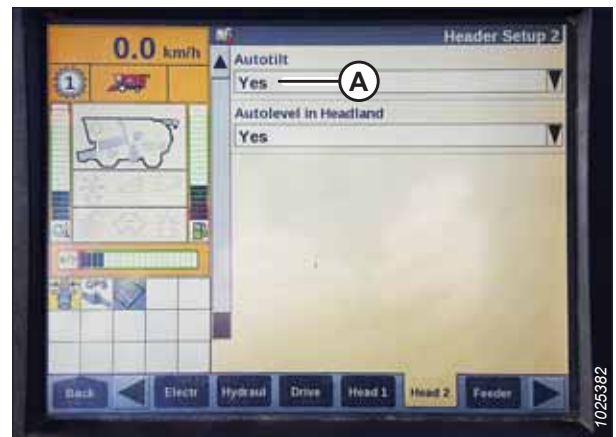 0.0 km/h
Header Setup 2
Autotilt
Yes
A
1
Autolevel in Headland
Yes
GPS
Back Electr Hydraul Drive Head 1 Head 2 Feeder
1025382